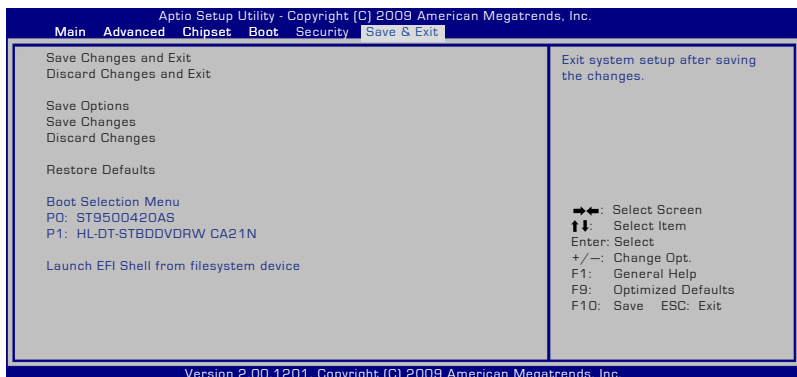 Aptio Setup Utility - Copyright (C) 2009 American Megatrends, Inc.
Main Advanced Chipset Boot Security Save & Exit
Save Changes and Exit
Discard Changes and Exit
Save Options
Save Changes
Discard Changes
Restore Defaults
Boot Selection Menu
P0: ST9500420AS
P1: HL-DT-STBDDVDRW CA21N
Launch EFI Shell from filesystem device
Exit system setup after saving
the changes.
→←: Select Screen
↑↓: Select Item
Enter: Select
+/—: Change Opt.
F1: General Help
F9: Optimized Defaults
F10: Save ESC: Exit
Version 2.00.1201. Copyright (C) 2009 American Megatrends, Inc.